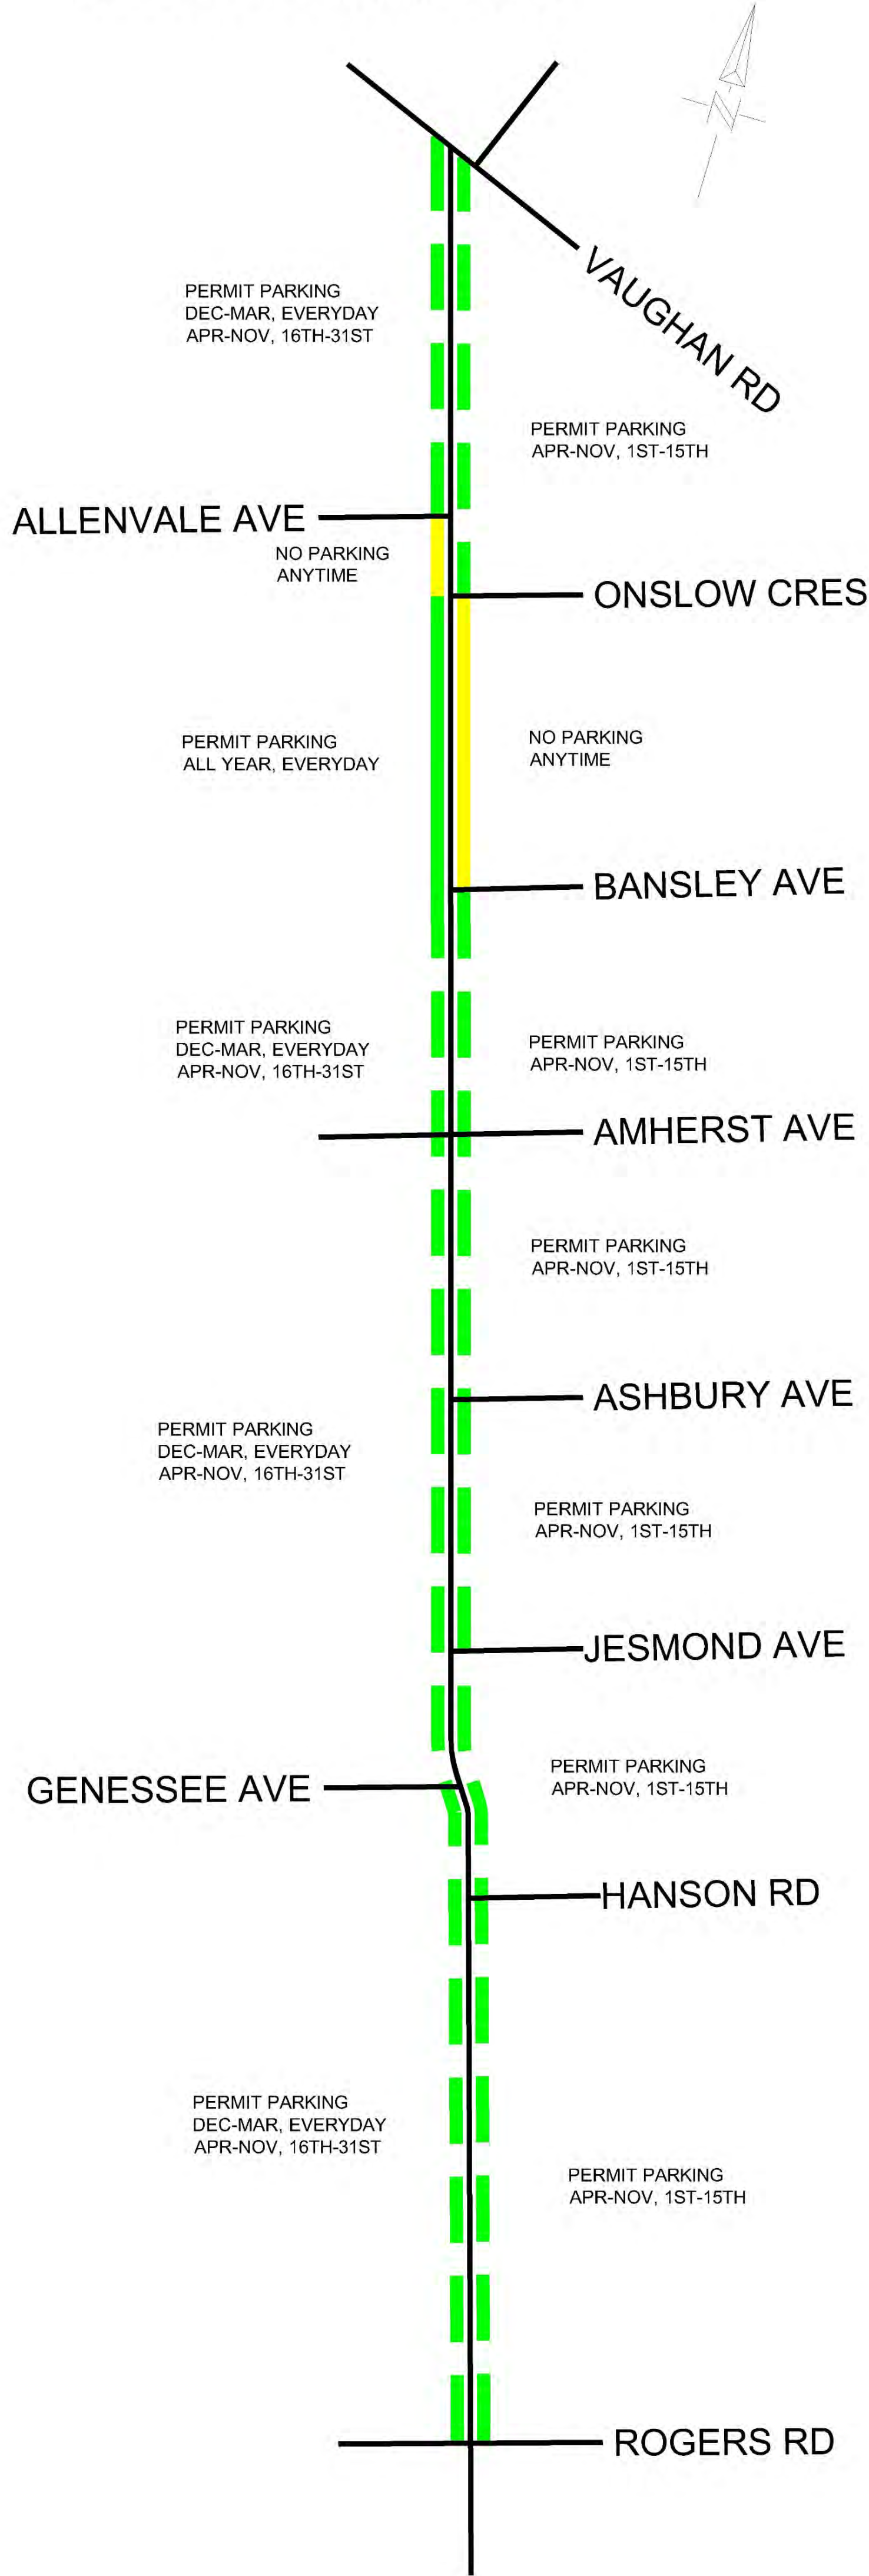 N
VAUGHAN RD
PERMIT PARKING
DEC-MAR, EVERYDAY
APR-NOV, 16TH-31ST
PERMIT PARKING
APR-NOV, 1ST-15TH
ALLENVALE AVE
NO PARKING
ANYTIME
ONSLOW CRES
PERMIT PARKING
ALL YEAR, EVERYDAY
NO PARKING
ANYTIME
BANSLEY AVE
PERMIT PARKING
DEC-MAR, EVERYDAY
APR-NOV, 16TH-31ST
PERMIT PARKING
APR-NOV, 1ST-15TH
AMHERST AVE
PERMIT PARKING
APR-NOV, 1ST-15TH
ASHBURY AVE
PERMIT PARKING
DEC-MAR, EVERYDAY
APR-NOV, 16TH-31ST
PERMIT PARKING
APR-NOV, 1ST-15TH
JESMOND AVE
PERMIT PARKING
APR-NOV, 1ST-15TH
GENESSEE AVE
HANSON RD
PERMIT PARKING
DEC-MAR, EVERYDAY
APR-NOV, 16TH-31ST
PERMIT PARKING
APR-NOV, 1ST-15TH
ROGERS RD